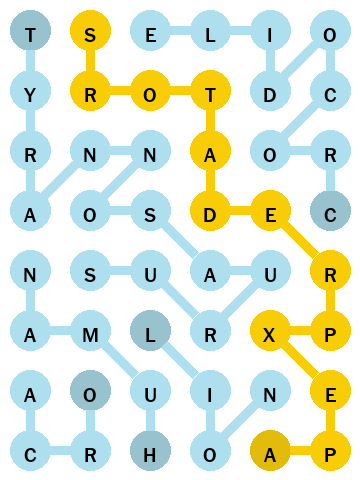 T S E L I O
Y R O T D C
R N N A O R
A O S D E C
N S U A U R
A M L R X P
A O U I N E
C R H O A P